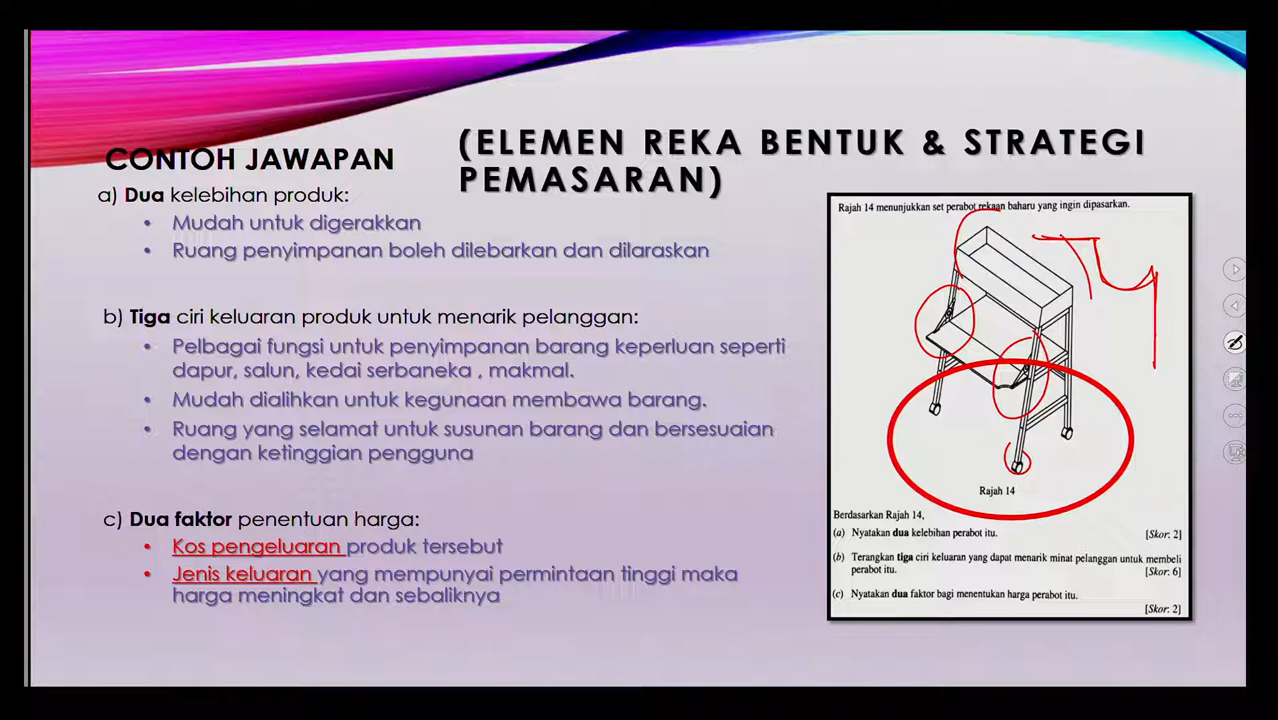 CONTOH JAWAPAN
(ELEMEN REKA BENTUK & STRATEGI
PEMASARAN)
a) Dua kelebihan produk:
• Mudah untuk digerakkan
• Ruang penyimpanan boleh dilebarkan dan dilaraskan
b) Tiga ciri keluaran produk untuk menarik pelanggan:
• Pelbagai fungsi untuk penyimpanan barang keperluan seperti
dapur, salun, kedai serbaneka , makmal.
• Mudah dialihkan untuk kegunaan membawa barang.
• Ruang yang selamat untuk susunan barang dan bersesuaian
dengan ketinggian pengguna
c) Dua faktor penentuan harga:
• Kos pengeluaran produk tersebut
• Jenis keluaran yang mempunyai permintaan tinggi maka
harga meningkat dan sebaliknya
Rajah 14 menunjukkan set perabot rekaan baharu yang ingin dipasarkan.
Rajah 14
Berdasarkan Rajah 14,
(a) Nyatakan dua kelebihan perabot itu. [Skor: 2]
(b) Terangkan tiga ciri keluaran yang dapat menarik minat pelanggan untuk membeli
perabot itu. [Skor: 6]
(c) Nyatakan dua faktor bagi menentukan harga perabot itu.
[Skor: 2]